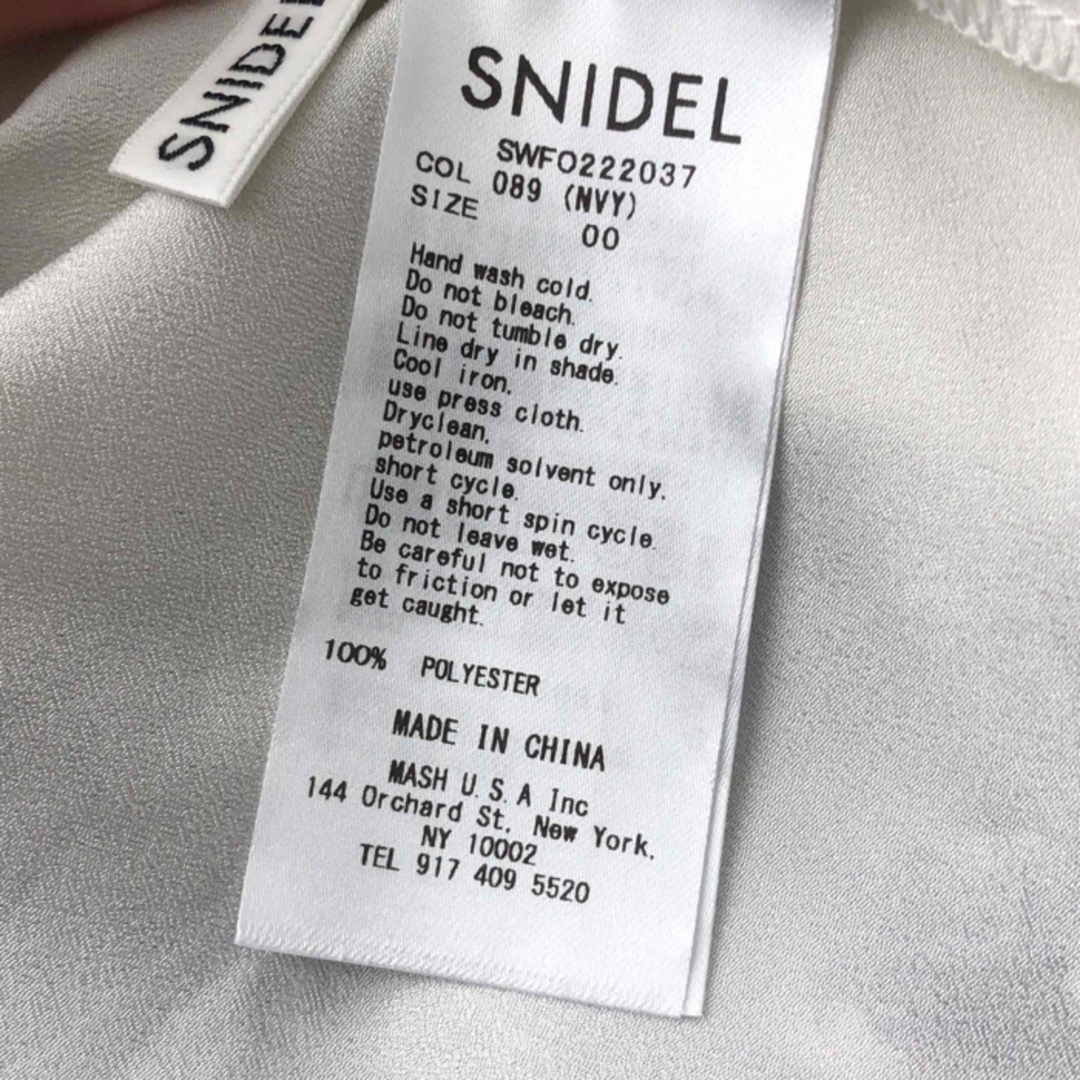 SNIDEL
SNIDEL
SWFO222037
COL 089 (NVY)
SIZE 00
Hand wash cold.
Do not bleach.
Do not tumble dry.
Line dry in shade.
Cool iron.
use press cloth.
Dryclean.
petroleum solvent only.
short cycle.
Use a short spin cycle.
Do not leave wet.
Be careful not to expose
to friction or let it
get caught.
100% POLYESTER
MADE IN CHINA
MASH U.S.A Inc
144 Orchard St. New York.
NY 10002
TEL 917 409 5520